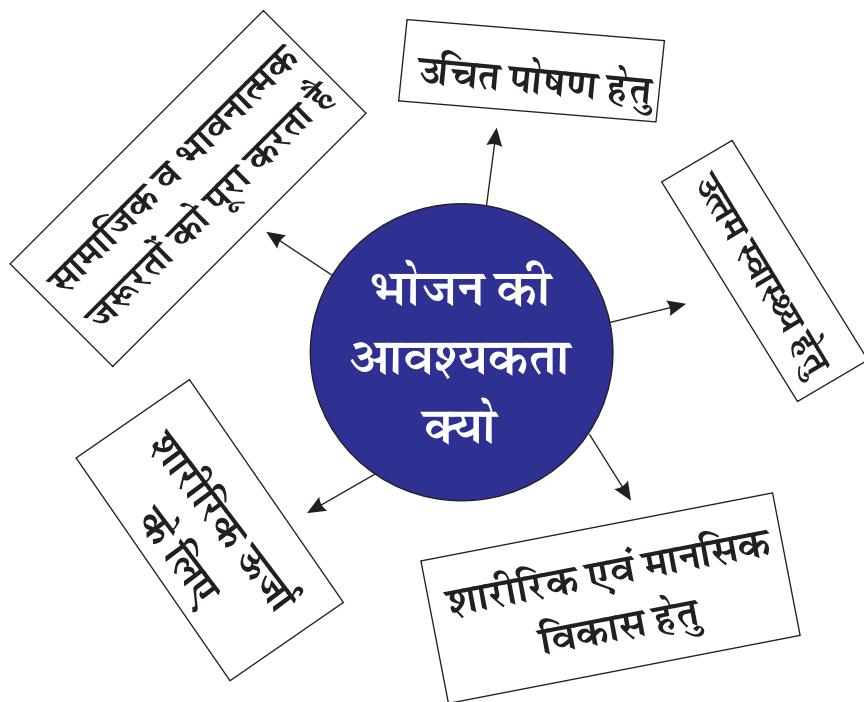 भोजन की
आवश्यकता
क्यो
उचित पोषण हेतु
उत्तम स्वास्थ्य हेतु
शारीरिक एवं मानसिक
विकास हेतु
शारीरिक ऊर्जा
के लिए
सामाजिक व भावनात्मक
जरूरतों को पूरा करता है